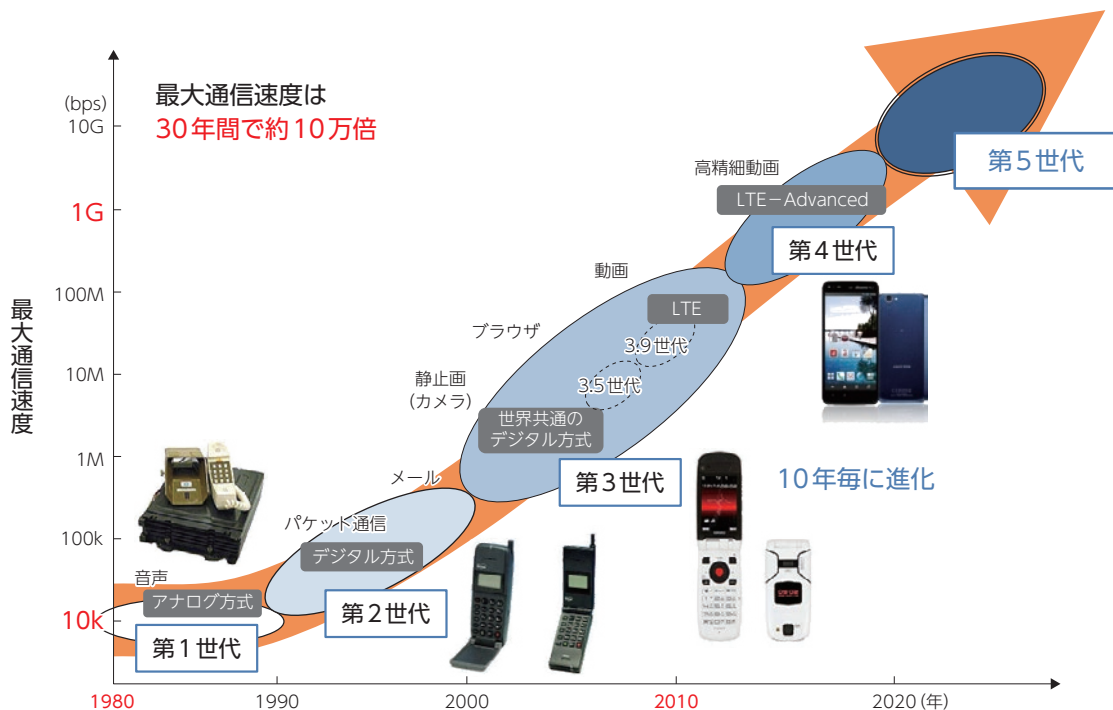 最大通信速度は
30年間で約10万倍
(bps)
10G
1G
100M
10M
1M
100k
10k
最大通信速度
1980
1990
2000
2010
2020(年)
音声
アナログ方式
第1世代
パケット通信
メール
デジタル方式
第2世代
静止画
(カメラ)
ブラウザ
動画
LTE
3.9世代
3.5世代
世界共通の
デジタル方式
第3世代
高精細動画
LTE-Advanced
第4世代
第5世代
10年毎に進化